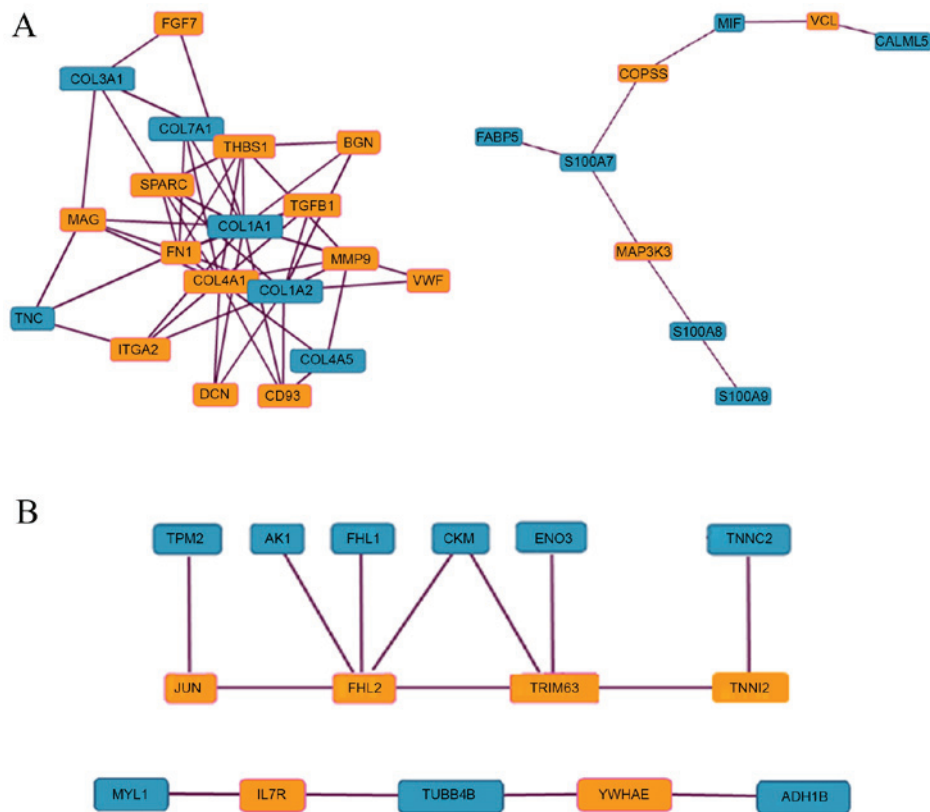 A
FGF7
MIF
VCL
CALML5
COL3A1
COPSS
COL7A1
THBS1
BGN
FABP5
S100A7
SPARC
TGFB1
MAG
COL1A1
FN1
MMP9
MAP3K3
COL4A1
COL1A2
VWF
TNC
S100A8
ITGA2
COL4A5
DCN
CD93
S100A9
B
TPM2
AK1
FHL1
CKM
ENO3
TNNC2
JUN
FHL2
TRIM63
TNNI2
MYL1
IL7R
TUBB4B
YWHAE
ADH1B